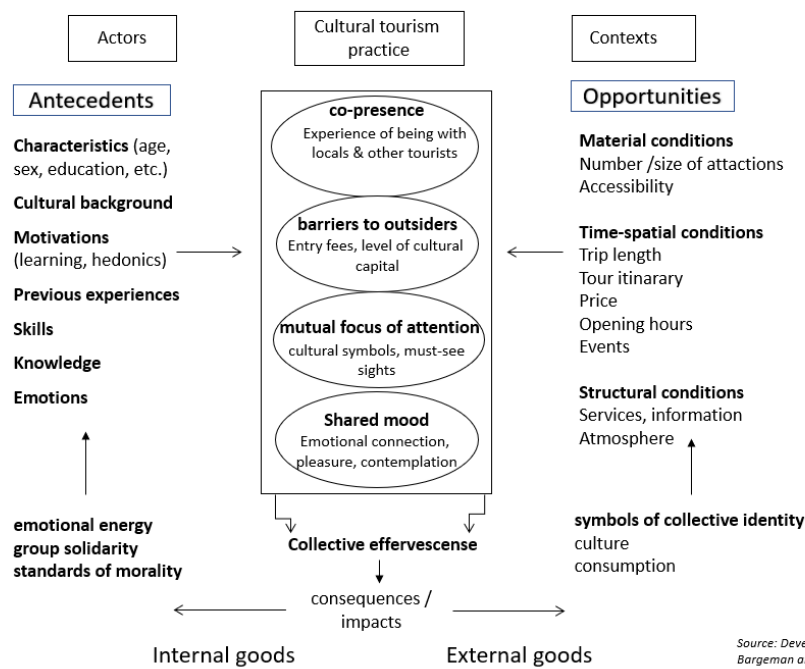 Actors
Cultural tourism
practice
Contexts
Antecedents
Characteristics (age,
sex, education, etc.)
Cultural background
Motivations
(learning, hedonics)
Previous experiences
Skills
Knowledge
Emotions
emotional energy
group solidarity
standards of morality
co-presence
Experience of being with
locals & other tourists
barriers to outsiders
Entry fees, level of cultural
capital
mutual focus of attention
cultural symbols, must-see
sights
Shared mood
Emotional connection,
pleasure, contemplation
Collective effervescense
consequences /
impacts
Opportunities
Material conditions
Number /size of attactions
Accessibility
Time-spatial conditions
Trip length
Tour itinarary
Price
Opening hours
Events
Structural conditions
Services, information
Atmosphere
symbols of collective identity
culture
consumption
Internal goods
External goods
Source: Deve
Bargeman a